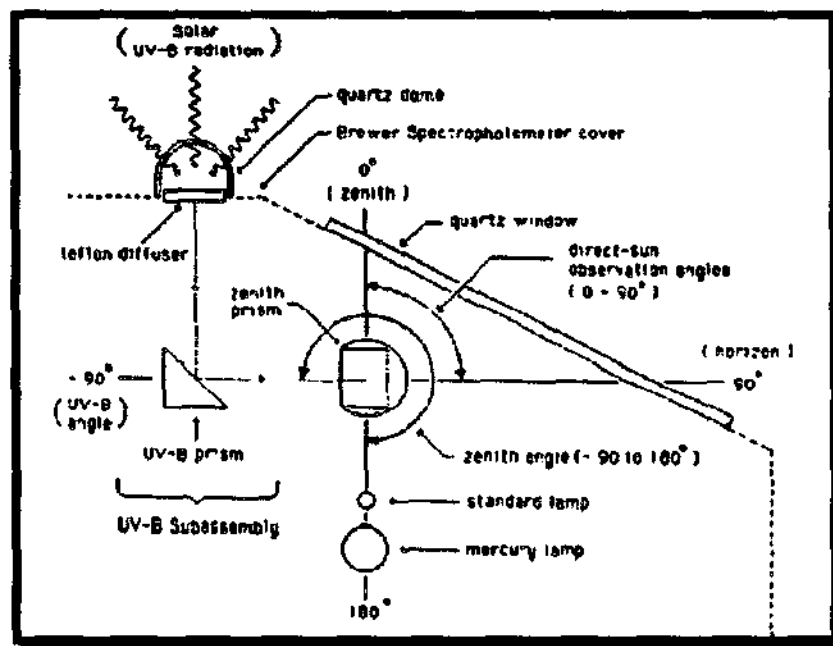 ( Solar
UV-B radiation )
quartz dome
Brewer Spectrophotometer cover
0°
( zenith )
quartz window
teflon diffuser
direct-sun
observation angles
( 0 - 90° )
zenith
prism
( horizon )
- 90°
90°
( UV-B
angle )
UV-B prism
zenith angle ( - 90 to 180° )
standard lamp
UV-B Subassembly
mercury lamp
180°